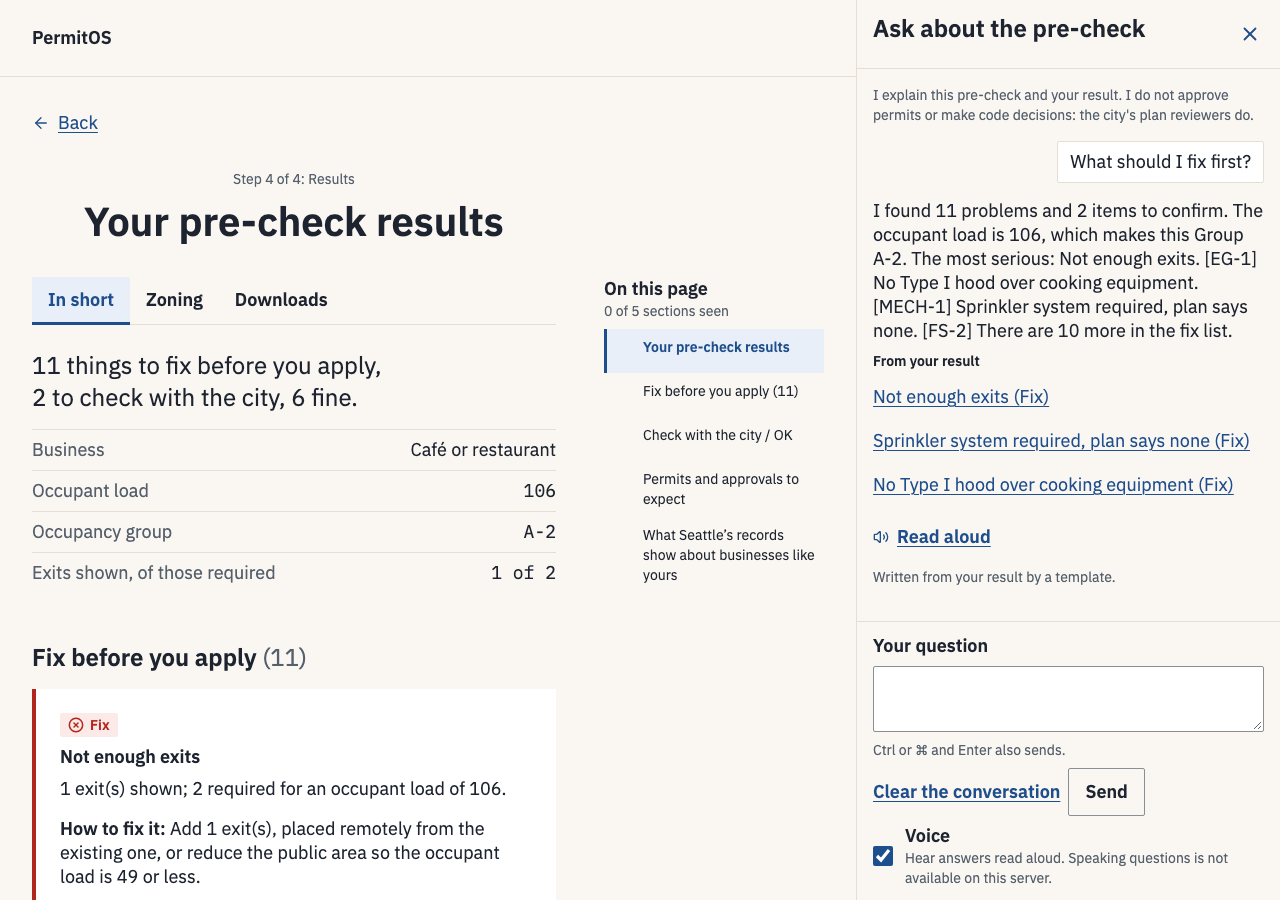 PermitOS
Back
Step 4 of 4: Results
Your pre-check results
In short
Zoning
Downloads
11 things to fix before you apply,
2 to check with the city, 6 fine.
Business
Café or restaurant
Occupant load
106
Occupancy group
A-2
Exits shown, of those required
1 of 2
Fix before you apply (11)
Fix
Not enough exits
1 exit(s) shown; 2 required for an occupant load of 106.
How to fix it: Add 1 exit(s), placed remotely from the
existing one, or reduce the public area so the occupant
load is 49 or less.
On this page
0 of 5 sections seen
Your pre-check results
Fix before you apply (11)
Check with the city / OK
Permits and approvals to
expect
What Seattle’s records
show about businesses like
yours
Ask about the pre-check
I explain this pre-check and your result. I do not approve
permits or make code decisions: the city's plan reviewers do.
What should I fix first?
I found 11 problems and 2 items to confirm. The
occupant load is 106, which makes this Group
A-2. The most serious: Not enough exits. [EG-1]
No Type I hood over cooking equipment.
[MECH-1] Sprinkler system required, plan says
none. [FS-2] There are 10 more in the fix list.
From your result
Not enough exits (Fix)
Sprinkler system required, plan says none (Fix)
No Type I hood over cooking equipment (Fix)
Read aloud
Written from your result by a template.
Your question
Ctrl or ⌘ and Enter also sends.
Clear the conversation
Send
Voice
Hear answers read aloud. Speaking questions is not
available on this server.